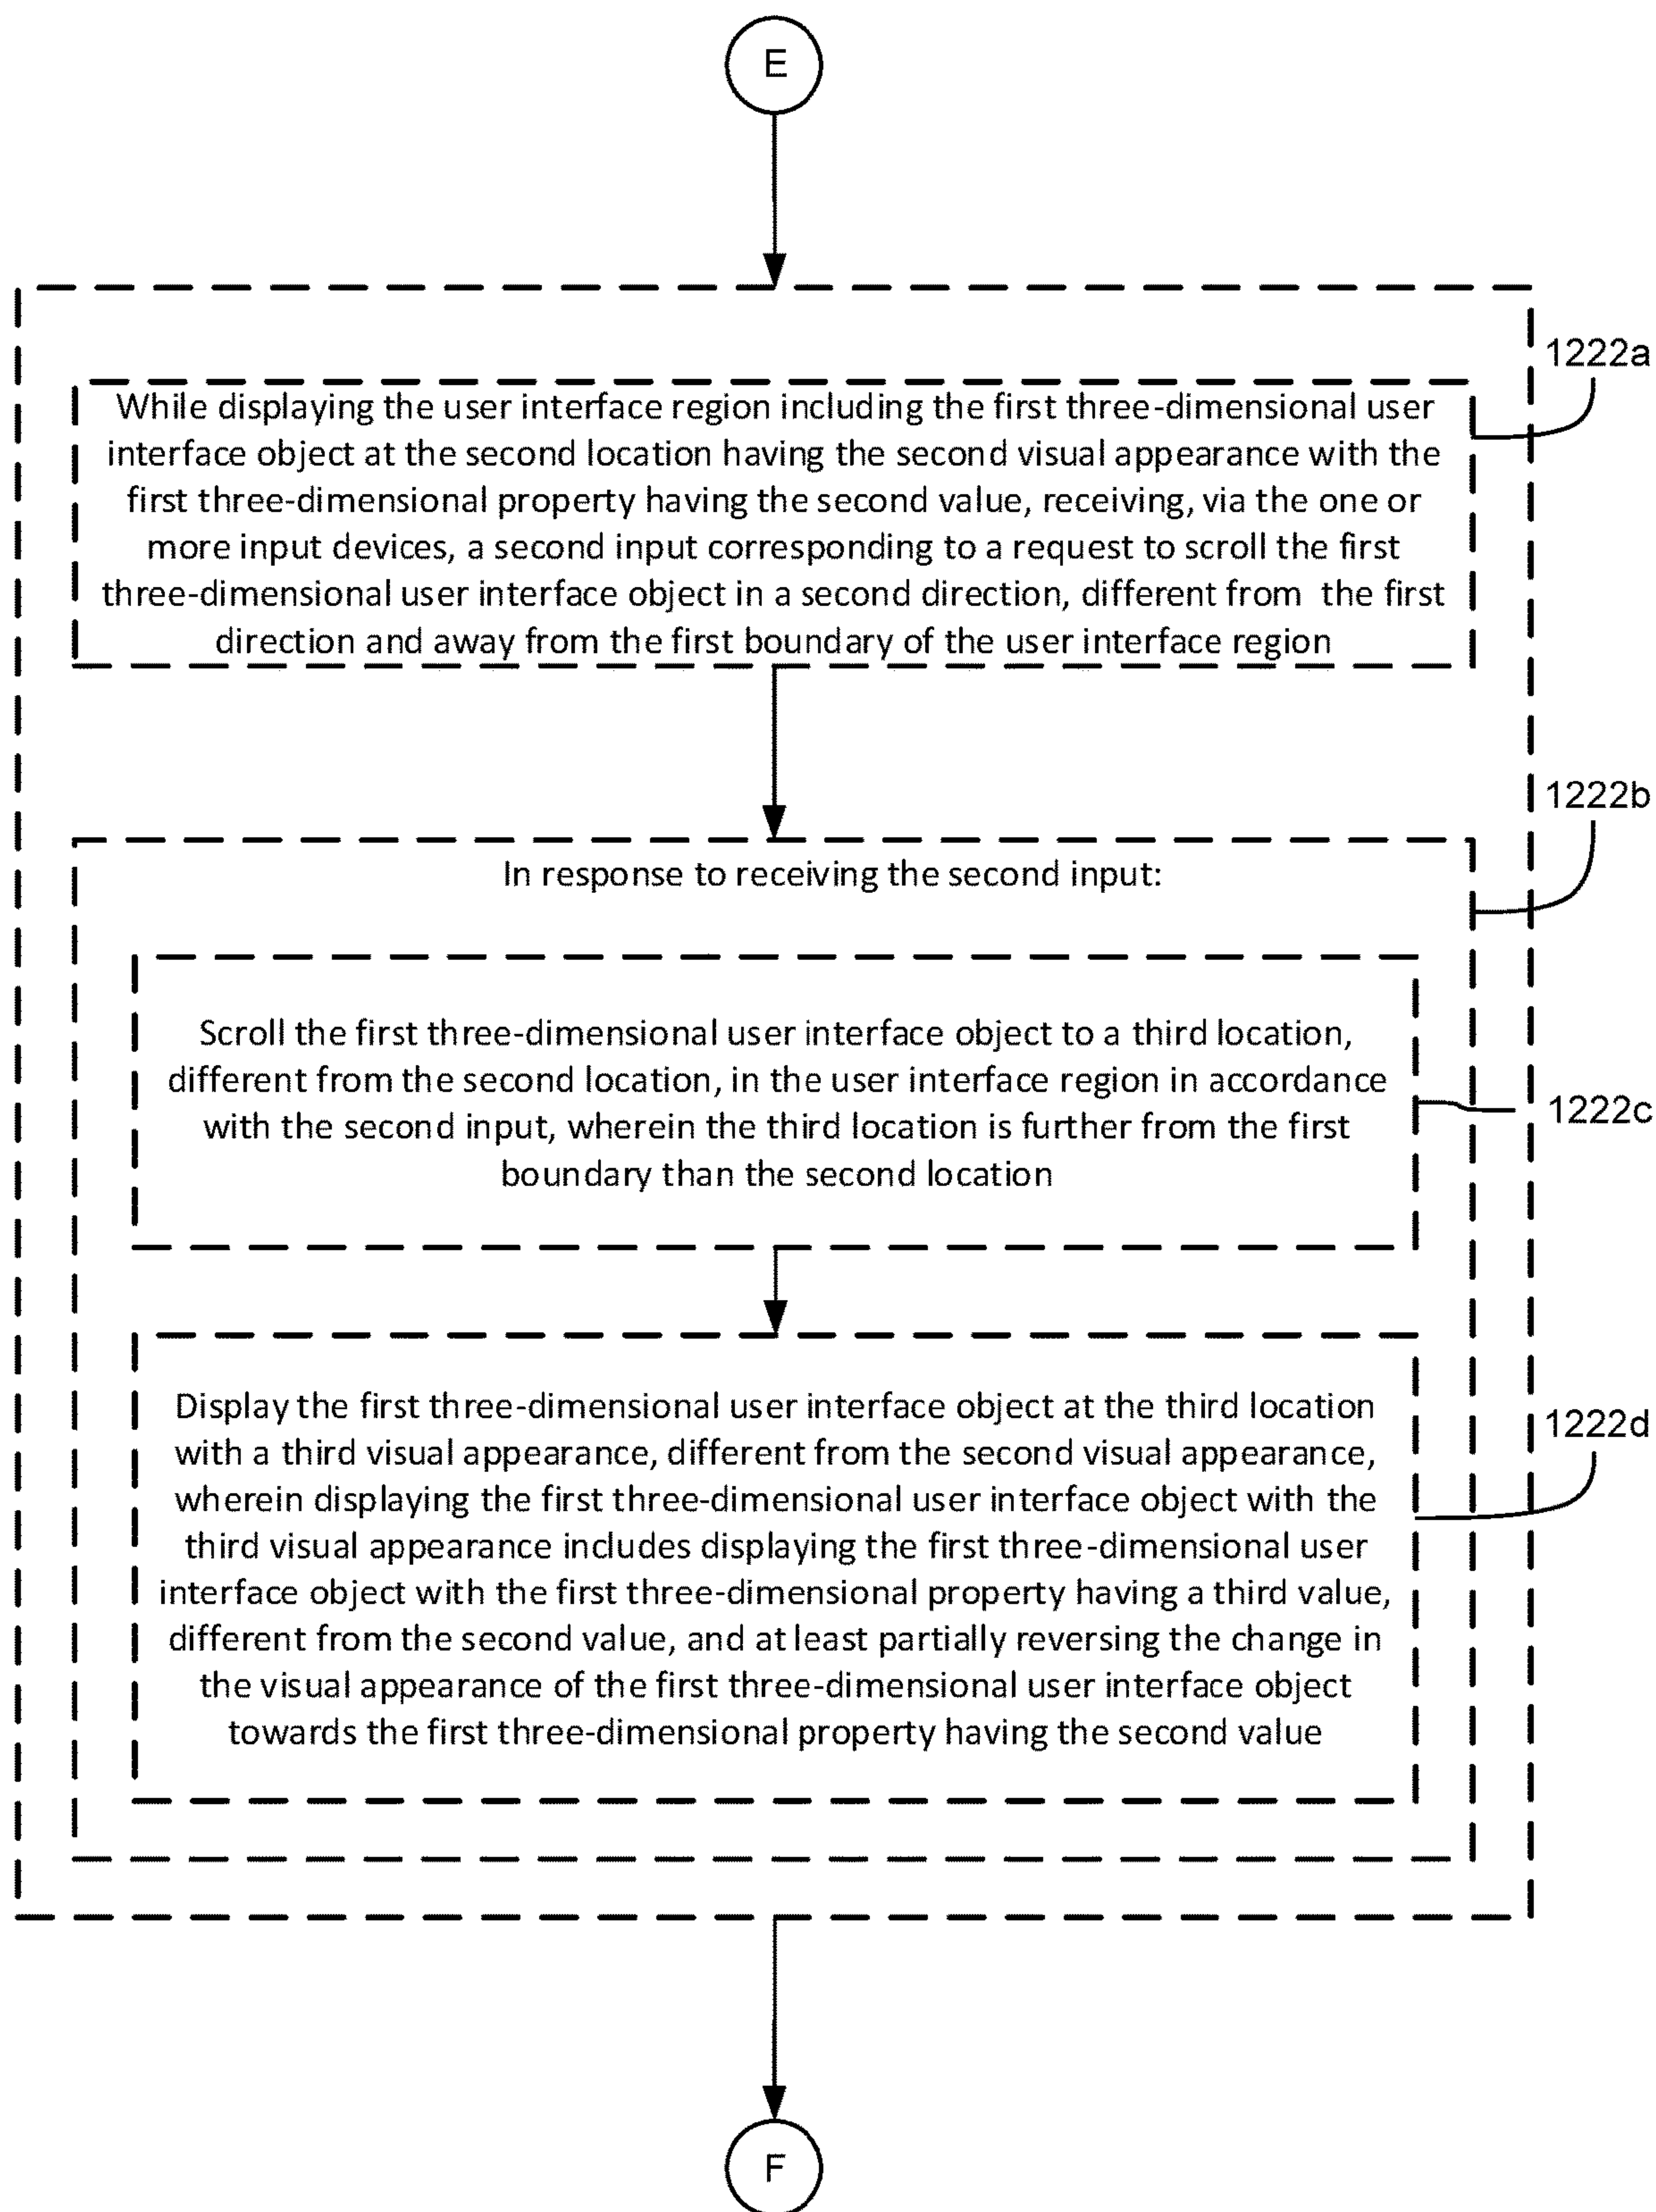 E
1222a
While displaying the user interface region including the first three-dimensional user
interface object at the second location having the second visual appearance with the
first three-dimensional property having the second value, receiving, via the one or
more input devices, a second input corresponding to a request to scroll the first
three-dimensional user interface object in a second direction, different from the first
direction and away from the first boundary of the user interface region
1222b
In response to receiving the second input:
Scroll the first three-dimensional user interface object to a third location,
different from the second location, in the user interface region in accordance
with the second input, wherein the third location is further from the first
boundary than the second location
1222c
Display the first three-dimensional user interface object at the third location
with a third visual appearance, different from the second visual appearance,
wherein displaying the first three-dimensional user interface object with the
third visual appearance includes displaying the first three-dimensional user
interface object with the first three-dimensional property having a third value,
different from the second value, and at least partially reversing the change in
the visual appearance of the first three-dimensional user interface object
towards the first three-dimensional property having the second value
1222d
F